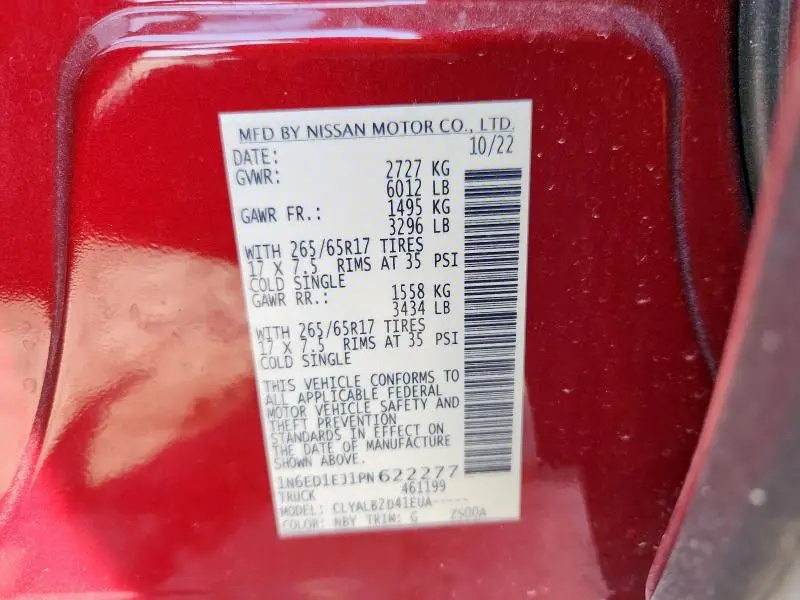 MFD BY NISSAN MOTOR CO., LTD.
DATE: 10/22
GVWR: 2727 KG
6012 LB
GAWR FR.: 1495 KG
3296 LB
WITH 265/65R17 TIRES
17 X 7.5 RIMS AT 35 PSI
COLD SINGLE
GAWR RR.: 1558 KG
3434 LB
WITH 265/65R17 TIRES
17 X 7.5 RIMS AT 35 PSI
COLD SINGLE
THIS VEHICLE CONFORMS TO
ALL APPLICABLE FEDERAL
MOTOR VEHICLE SAFETY AND
THEFT PREVENTION
STANDARDS IN EFFECT ON
THE DATE OF MANUFACTURE
SHOWN ABOVE.
1N6ED1EJ1PN622277
TRUCK 461199
MODEL: CLYALB2D41EUA-----
COLOR: NBY TRIM: G ZS00A